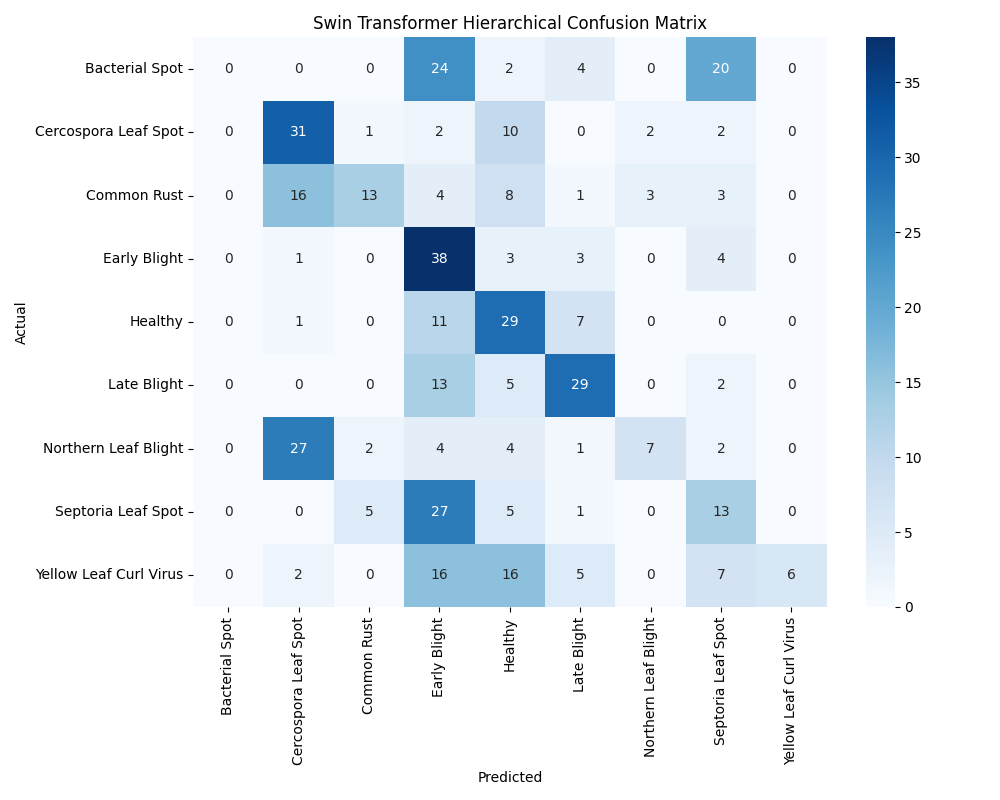 Swin Transformer Hierarchical Confusion Matrix
Actual
Bacterial Spot 0 0 0 24 2 4 0 20 0
Cercospora Leaf Spot 0 31 1 2 10 0 2 2 0
Common Rust 0 16 13 4 8 1 3 3 0
Early Blight 0 1 0 38 3 3 0 4 0
Healthy 0 1 0 11 29 7 0 0 0
Late Blight 0 0 0 13 5 29 0 2 0
Northern Leaf Blight 0 27 2 4 4 1 7 2 0
Septoria Leaf Spot 0 0 5 27 5 1 0 13 0
Yellow Leaf Curl Virus 0 2 0 16 16 5 0 7 6
Bacterial Spot
Cercospora Leaf Spot
Common Rust
Early Blight
Healthy
Late Blight
Northern Leaf Blight
Septoria Leaf Spot
Yellow Leaf Curl Virus
Predicted
35
30
25
20
15
10
5
0